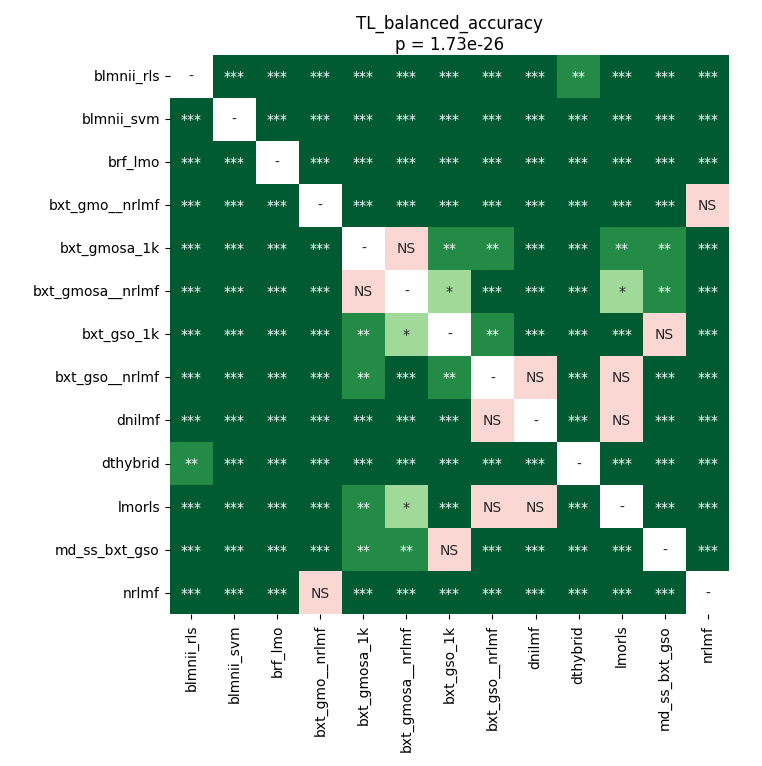 TL_balanced_accuracy
p = 1.73e-26
blmnii_rls - *** *** *** *** *** *** *** *** ** *** *** ***
blmnii_svm *** - *** *** *** *** *** *** *** *** *** *** ***
brf_lmo *** *** - *** *** *** *** *** *** *** *** *** ***
bxt_gmo__nrlmf *** *** *** - *** *** *** *** *** *** *** *** NS
bxt_gmosa_1k *** *** *** *** - NS ** ** *** *** ** ** ***
bxt_gmosa__nrlmf *** *** *** *** NS - * *** *** *** * ** ***
bxt_gso_1k *** *** *** *** ** * - ** *** *** *** NS ***
bxt_gso__nrlmf *** *** *** *** ** *** ** - NS *** NS *** ***
dnilmf *** *** *** *** *** *** *** NS - *** NS *** ***
dthybrid ** *** *** *** *** *** *** *** *** - *** *** ***
lmorls *** *** *** *** ** * *** NS NS *** - *** ***
md_ss_bxt_gso *** *** *** *** ** ** NS *** *** *** *** - ***
nrlmf *** *** *** NS *** *** *** *** *** *** *** *** -
blmnii_rls
blmnii_svm
brf_lmo
bxt_gmo__nrlmf
bxt_gmosa_1k
bxt_gmosa__nrlmf
bxt_gso_1k
bxt_gso__nrlmf
dnilmf
dthybrid
lmorls
md_ss_bxt_gso
nrlmf